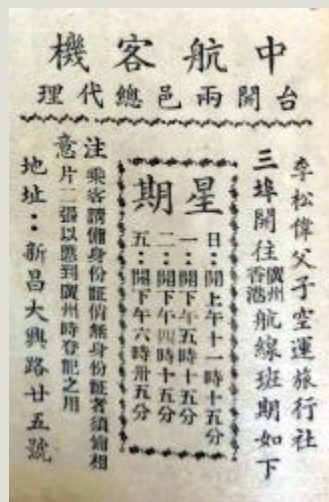 中航客機
台開兩邑總代理
李松偉父子空運旅行社
三埠開往廣州香港航線班期如下
星期
日：開上午十一時十五分
一：開下午五時十五分
二：開下午四時十五分
五：開下午六時卅五分
注意
乘客請備身份証倘無身份証者須備相
片二張以應到廣州時登記之用
地址：新昌大興路廿五號